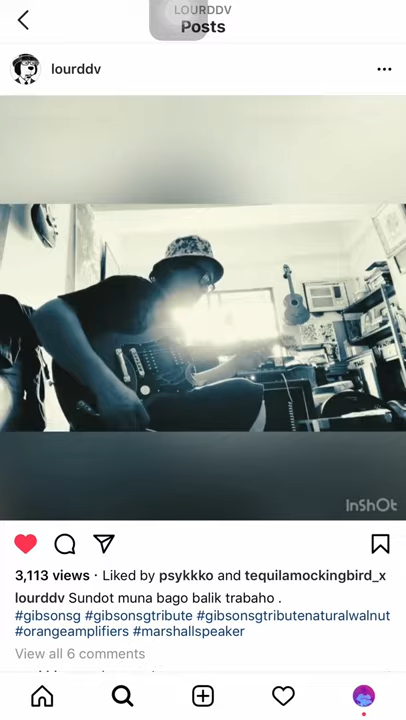 LOURDDV
Posts
lourddv
InShOt
3,113 views · Liked by psykkko and tequilamockingbird_x
lourddv Sundot muna bago balik trabaho .
#gibsonsg #gibsonsgtribute #gibsonsgtributenaturalwalnut
#orangeamplifiers #marshallspeaker
View all 6 comments